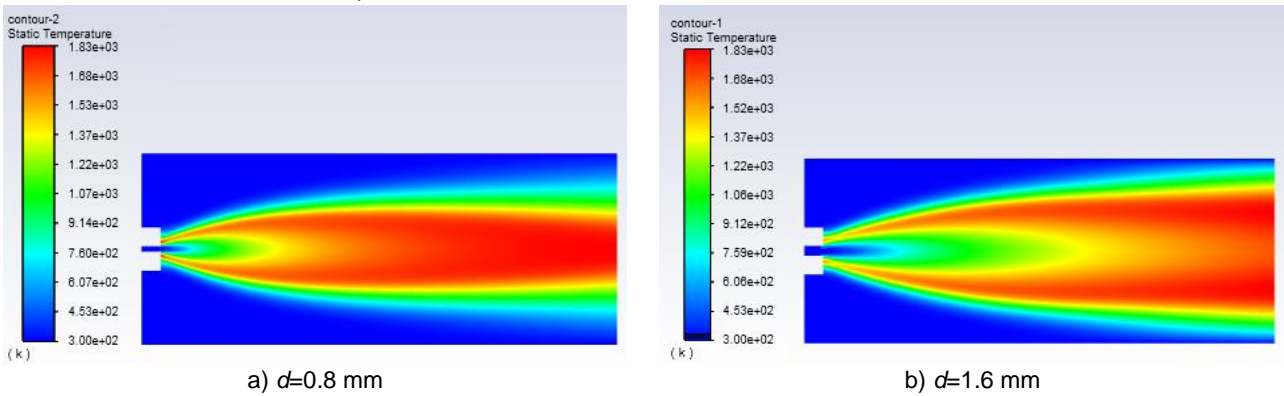 contour-2
Static Temperature
1.83e+03
1.68e+03
1.53e+03
1.37e+03
1.22e+03
1.07e+03
9.14e+02
7.60e+02
6.07e+02
4.53e+02
3.00e+02
( k )
a) d=0.8 mm
contour-1
Static Temperature
1.83e+03
1.68e+03
1.52e+03
1.37e+03
1.22e+03
1.06e+03
9.12e+02
7.59e+02
6.06e+02
4.53e+02
3.00e+02
( k )
b) d=1.6 mm